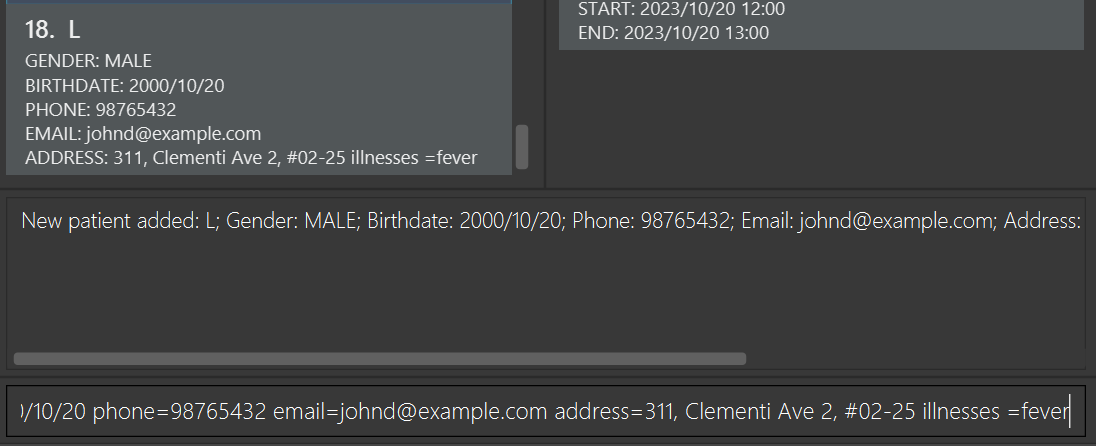 18. L
GENDER: MALE
BIRTHDATE: 2000/10/20
PHONE: 98765432
EMAIL: johnd@example.com
ADDRESS: 311, Clementi Ave 2, #02-25 illnesses =fever
START: 2023/10/20 12:00
END: 2023/10/20 13:00
New patient added: L; Gender: MALE; Birthdate: 2000/10/20; Phone: 98765432; Email: johnd@example.com; Address:
/10/20 phone=98765432 email=johnd@example.com address=311, Clementi Ave 2, #02-25 illnesses =fever